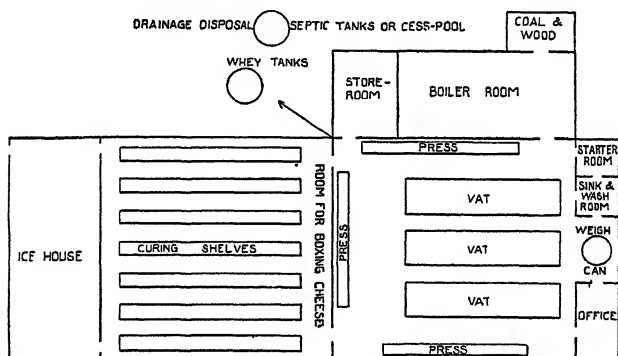 DRAINAGE DISPOSAL SEPTIC TANKS OR CESS-POOL
COAL &
WOOD
WHEY TANKS
STORE-
ROOM
BOILER ROOM
PRESS
STARTER
ROOM
SINK &
WASH
ROOM
VAT
ROOM FOR BOXING CHEESE
PRESS
WEIGH
CAN
ICE HOUSE
CURING SHELVES
VAT
VAT
OFFICE
PRESS